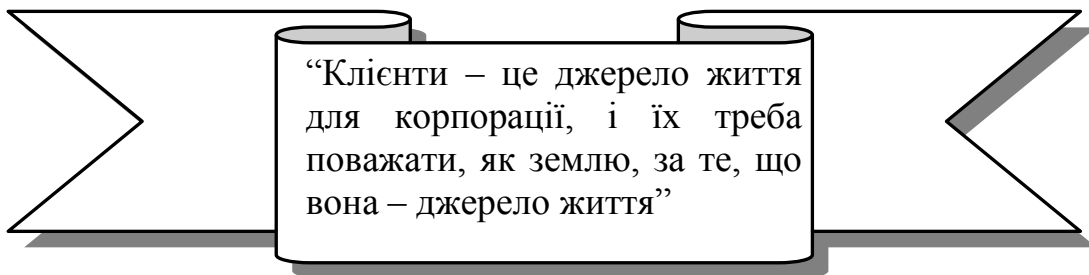 “Клієнти – це джерело життя
для корпорації, і їх треба
поважати, як землю, за те, що
вона – джерело життя”